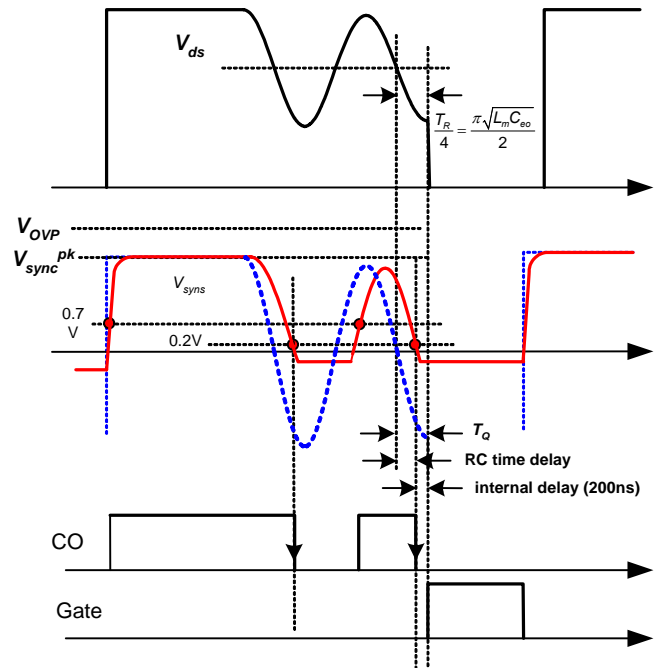 V_ds
T_R/4 = π√(L_m C_eo)/2
V_OVP
V_sync^pk
V_syns
0.7
V
0.2V
T_Q
RC time delay
internal delay (200ns)
CO
Gate